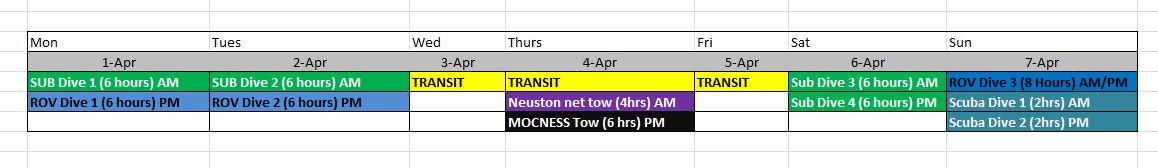 Mon Tues Wed Thurs Fri Sat Sun
1-Apr 2-Apr 3-Apr 4-Apr 5-Apr 6-Apr 7-Apr
SUB Dive 1 (6 hours) AM SUB Dive 2 (6 hours) AM TRANSIT TRANSIT TRANSIT Sub Dive 3 (6 hours) AM ROV Dive 3 (8 Hours) AM/PM
ROV Dive 1 (6 hours) PM ROV Dive 2 (6 hours) PM Neuston net tow (4hrs) AM Sub Dive 4 (6 hours) PM Scuba Dive 1 (2hrs) AM
MOCNESS Tow (6 hrs) PM Scuba Dive 2 (2hrs) PM